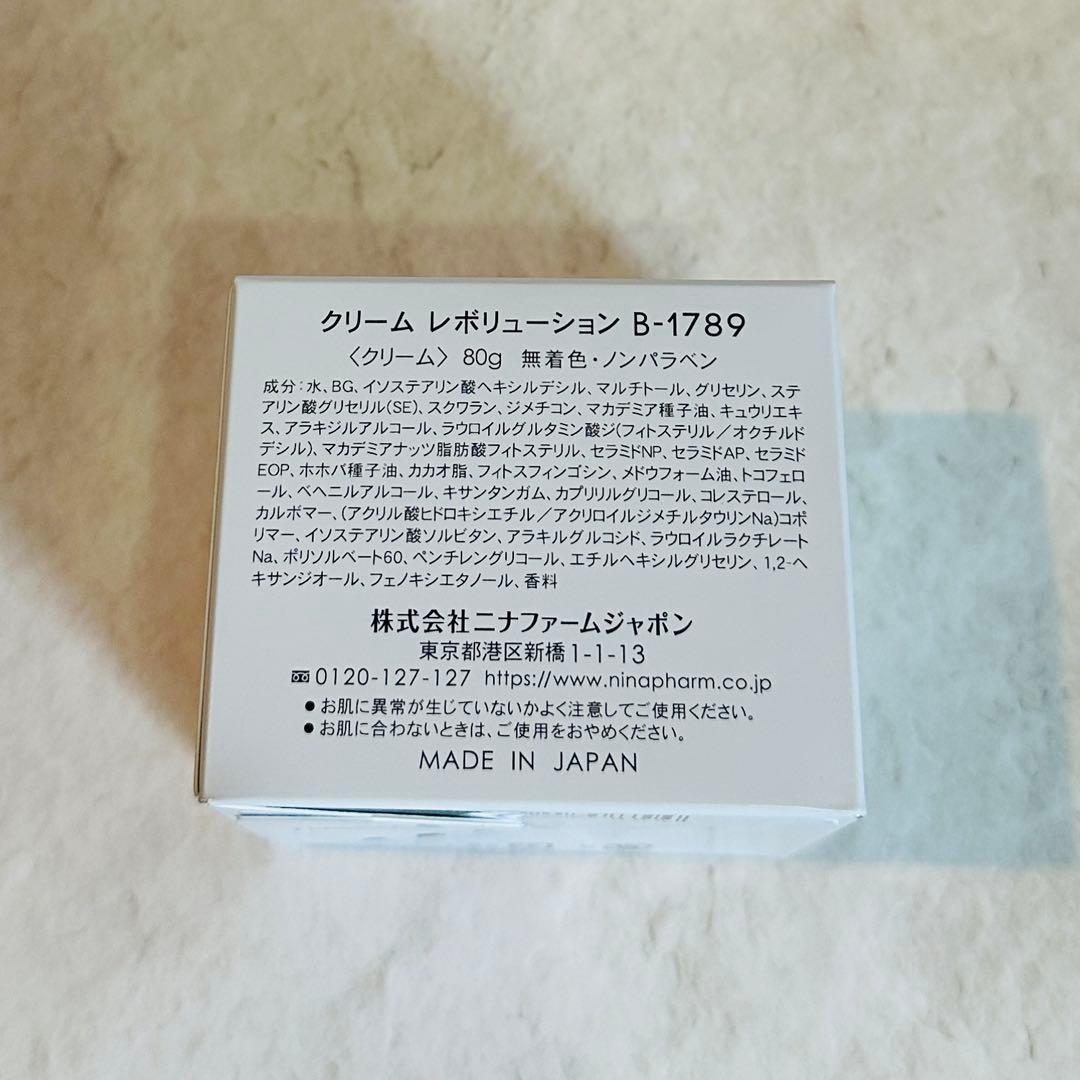 クリーム レボリューション B-1789
〈クリーム〉 80g 無着色・ノンパラベン
成分：水、BG、イソステアリン酸ヘキシルデシル、マルチトール、グリセリン、ステ
アリン酸グリセリル(SE)、スクワラン、ジメチコン、マカデミア種子油、キュウリエキ
ス、アラキジルアルコール、ラウロイルグルタミン酸ジ(フィトステリル／オクチルド
デシル)、マカデミアナッツ脂肪酸フィトステリル、セラミドNP、セラミドAP、セラミド
EOP、ホホバ種子油、カカオ脂、フィトスフィンゴシン、メドウフォーム油、トコフェロ
ール、ベヘニルアルコール、キサンタンガム、カプリリルグリコール、コレステロール、
カルボマー、(アクリル酸ヒドロキシエチル／アクリロイルジメチルタウリンNa)コポ
リマー、イソステアリン酸ソルビタン、アラキルグルコシド、ラウロイルラクチレート
Na、ポリソルベート60、ペンチレングリコール、エチルヘキシルグリセリン、1,2-ヘ
キサンジオール、フェノキシエタノール、香料
株式会社ニナファームジャポン
東京都港区新橋1-1-13
0120-127-127 https://www.ninapharm.co.jp
●お肌に異常が生じていないかよく注意してご使用ください。
●お肌に合わないときは、ご使用をおやめください。
MADE IN JAPAN